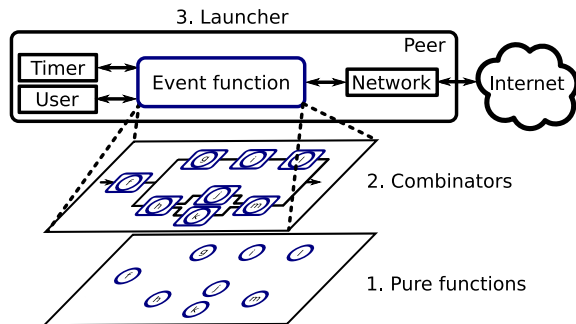 3. Launcher
Peer
Timer
User
Event function
Network
Internet
g i l
f
h j k m
2. Combinators
g i l
f
h j k m
1. Pure functions